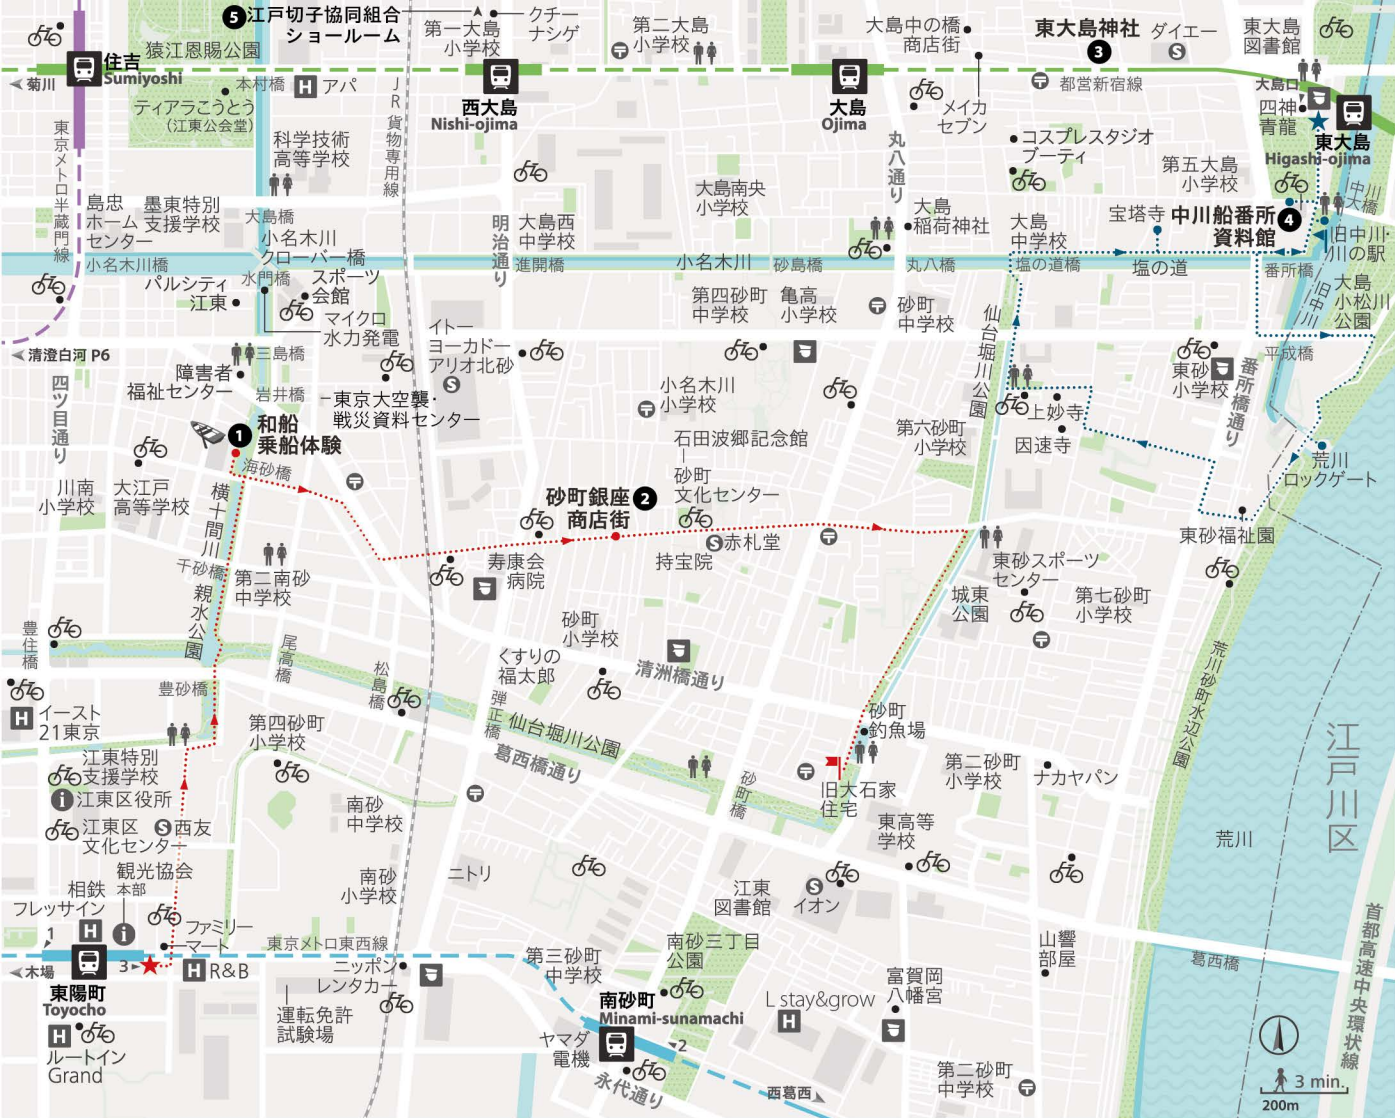 5 江戸切子協同組合
ショールーム
第一大島
小学校
クチー
ナシゲ
第二大島
小学校
大島中の橋
商店街
東大島神社
3
ダイエー
S
東大島
図書館
住吉
Sumiyoshi
猿江恩賜公園
菊川
本村橋
H アパ
ティアラこうとう
(江東公会堂)
JR貨物専用線
西大島
Nishi-ojima
大島
Ojima
メイカ
セブン
都営新宿線
大島口
四神
青龍
東大島
Higashi-ojima
東京メトロ半蔵門線
科学技術
高等学校
丸八通り
コスプレスタジオ
ブーティ
第五大島
小学校
中川大橋
島忠
ホーム
センター
墨東特別
支援学校
大島橋
小名木川
クローバー橋
明治通り
大島西
中学校
大島南央
小学校
大島
稲荷神社
大島
中学校
宝塔寺
中川船番所
資料館
4
旧中川・
川の駅
小名木川橋
水門橋
進開橋
小名木川
砂島橋
丸八橋
塩の道橋
塩の道
番所橋
旧中川
大島
小松川
公園
パルシティ
江東
スポーツ
会館
マイクロ
水力発電
第四砂町
中学校
亀高
小学校
砂町
中学校
仙台堀川公園
清澄白河 P6
三島橋
イトー
ヨーカドー
アリオ北砂
S
東砂
小学校
番所橋通り
平成橋
四ツ目通り
障害者
福祉センター
岩井橋
東京大空襲・
戦災資料センター
小名木川
小学校
第六砂町
小学校
上妙寺
因速寺
1 和船
乗船体験
海砂橋
石田波郷記念館
砂町
文化センター
荒川
ロックゲート
川南
小学校
大江戸
高等学校
横十間川
親水公園
砂町銀座
商店街
2
S 赤札堂
東砂福祉園
千砂橋
第二南砂
中学校
寿康会
病院
持宝院
東砂スポーツ
センター
城東
公園
第七砂町
小学校
豊住橋
尾高橋
砂町
小学校
荒川砂町水辺公園
豊砂橋
松島橋
くすりの
福太郎
清洲橋通り
H イースト
21東京
第四砂町
小学校
弾正橋
仙台堀川公園
葛西橋通り
砂町
釣魚場
江戸川区
江東特別
支援学校
i 江東区役所
江東区
文化センター
S 西友
南砂
中学校
砂町橋
旧大石家
住宅
第二砂町
小学校
ナカヤパン
東高等
学校
荒川
観光協会
本部
相鉄
フレッサイン
H
i
南砂
小学校
ニトリ
江東
図書館
S
イオン
首都高速中央環状線
ファミリー
マート
1
3
木場
東陽町
Toyocho
H R&B
東京メトロ東西線
ニッポン
レンタカー
運転免許
試験場
第三砂町
中学校
南砂三丁目
公園
山響
部屋
葛西橋
南砂町
Minami-sunamachi
L stay&grow
H
富賀岡
八幡宮
H
ルートイン
Grand
ヤマダ
電機
2
永代通り
西葛西
第二砂町
中学校
3 min.
200m